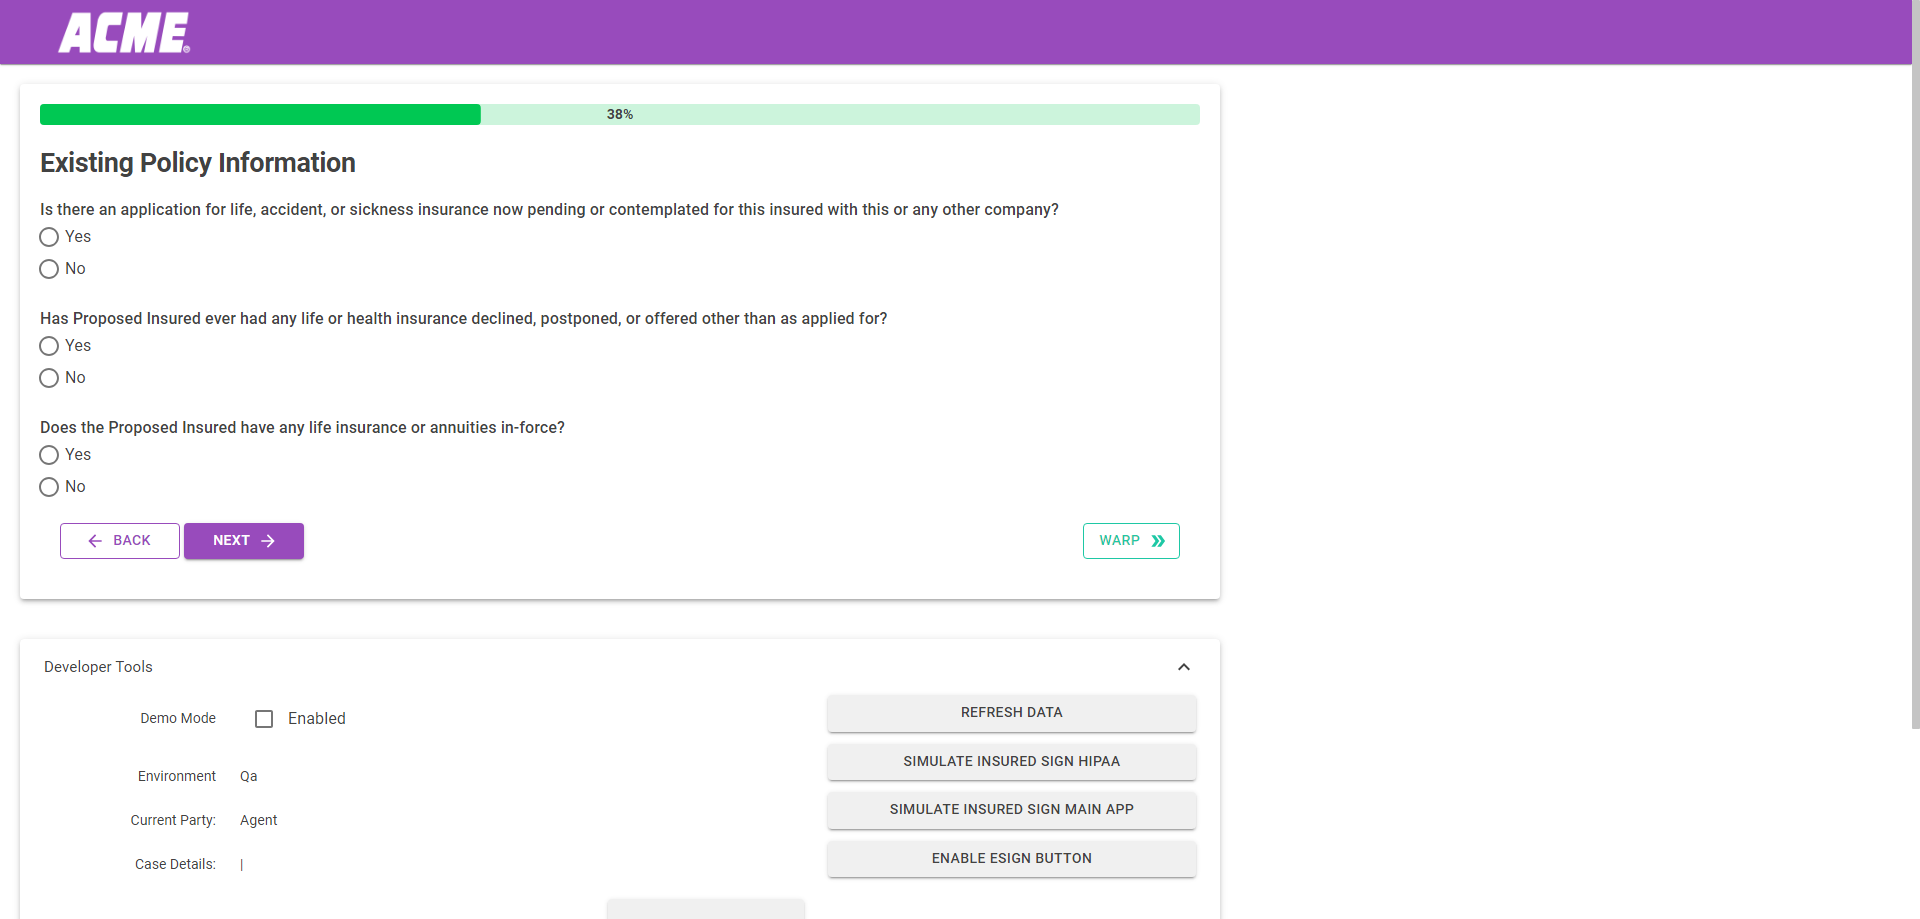 ACME®
38%
Existing Policy Information
Is there an application for life, accident, or sickness insurance now pending or contemplated for this insured with this or any other company?
Yes
No
Has Proposed Insured ever had any life or health insurance declined, postponed, or offered other than as applied for?
Yes
No
Does the Proposed Insured have any life insurance or annuities in-force?
Yes
No
BACK
NEXT
WARP
Developer Tools
Demo Mode
Enabled
REFRESH DATA
SIMULATE INSURED SIGN HIPAA
Environment
Qa
SIMULATE INSURED SIGN MAIN APP
Current Party:
Agent
ENABLE ESIGN BUTTON
Case Details:
|